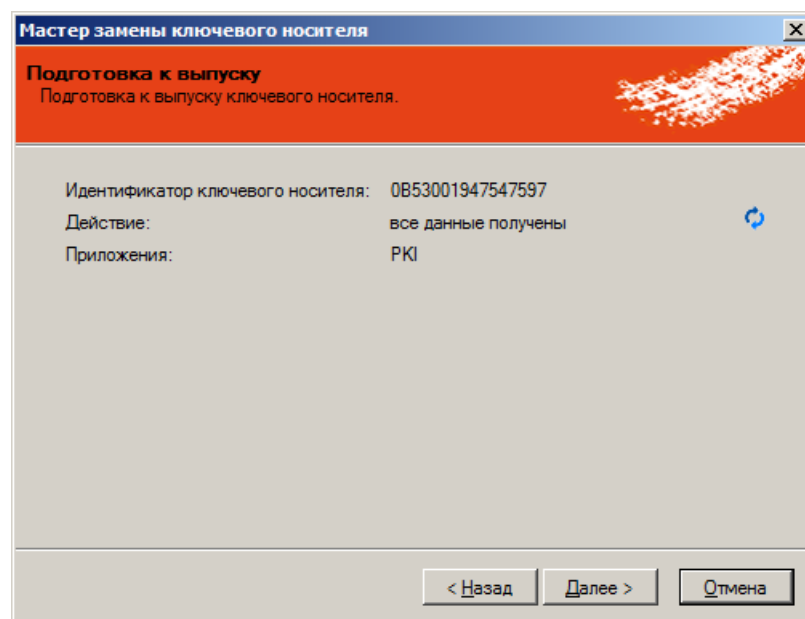 Мастер замены ключевого носителя
Подготовка к выпуску
Подготовка к выпуску ключевого носителя.
Идентификатор ключевого носителя: 0B53001947547597
Действие: все данные получены
Приложения: PKI
< Назад Далее > Отмена